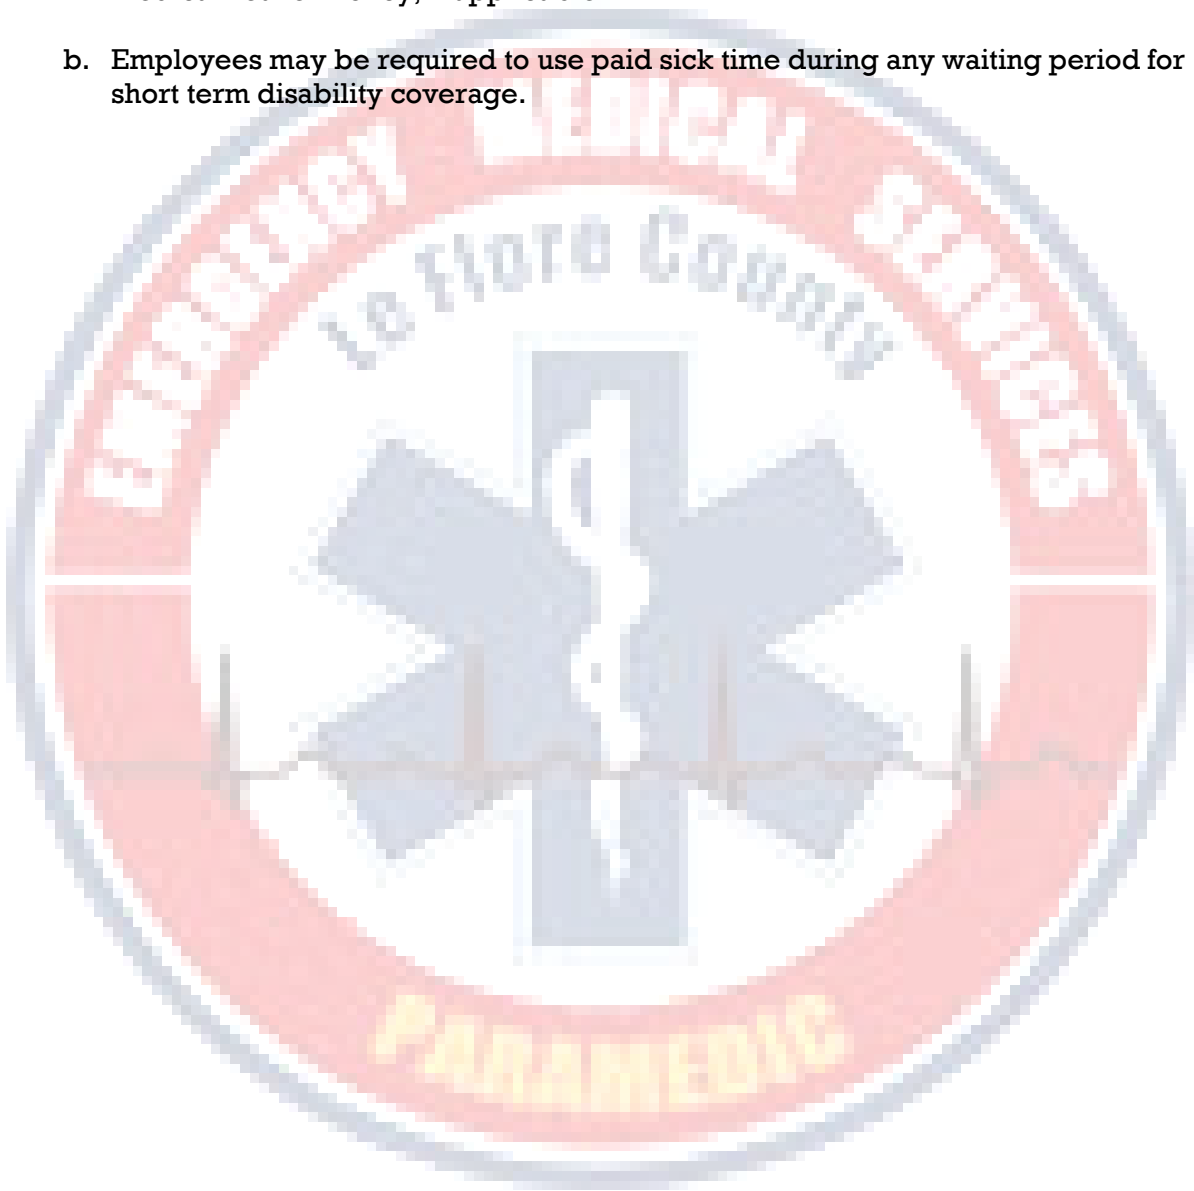 b. Employees may be required to use paid sick time during any waiting period for
short term disability coverage.
EMERGENCY MEDICAL SERVICES
Le Flore County
PARAMEDIC